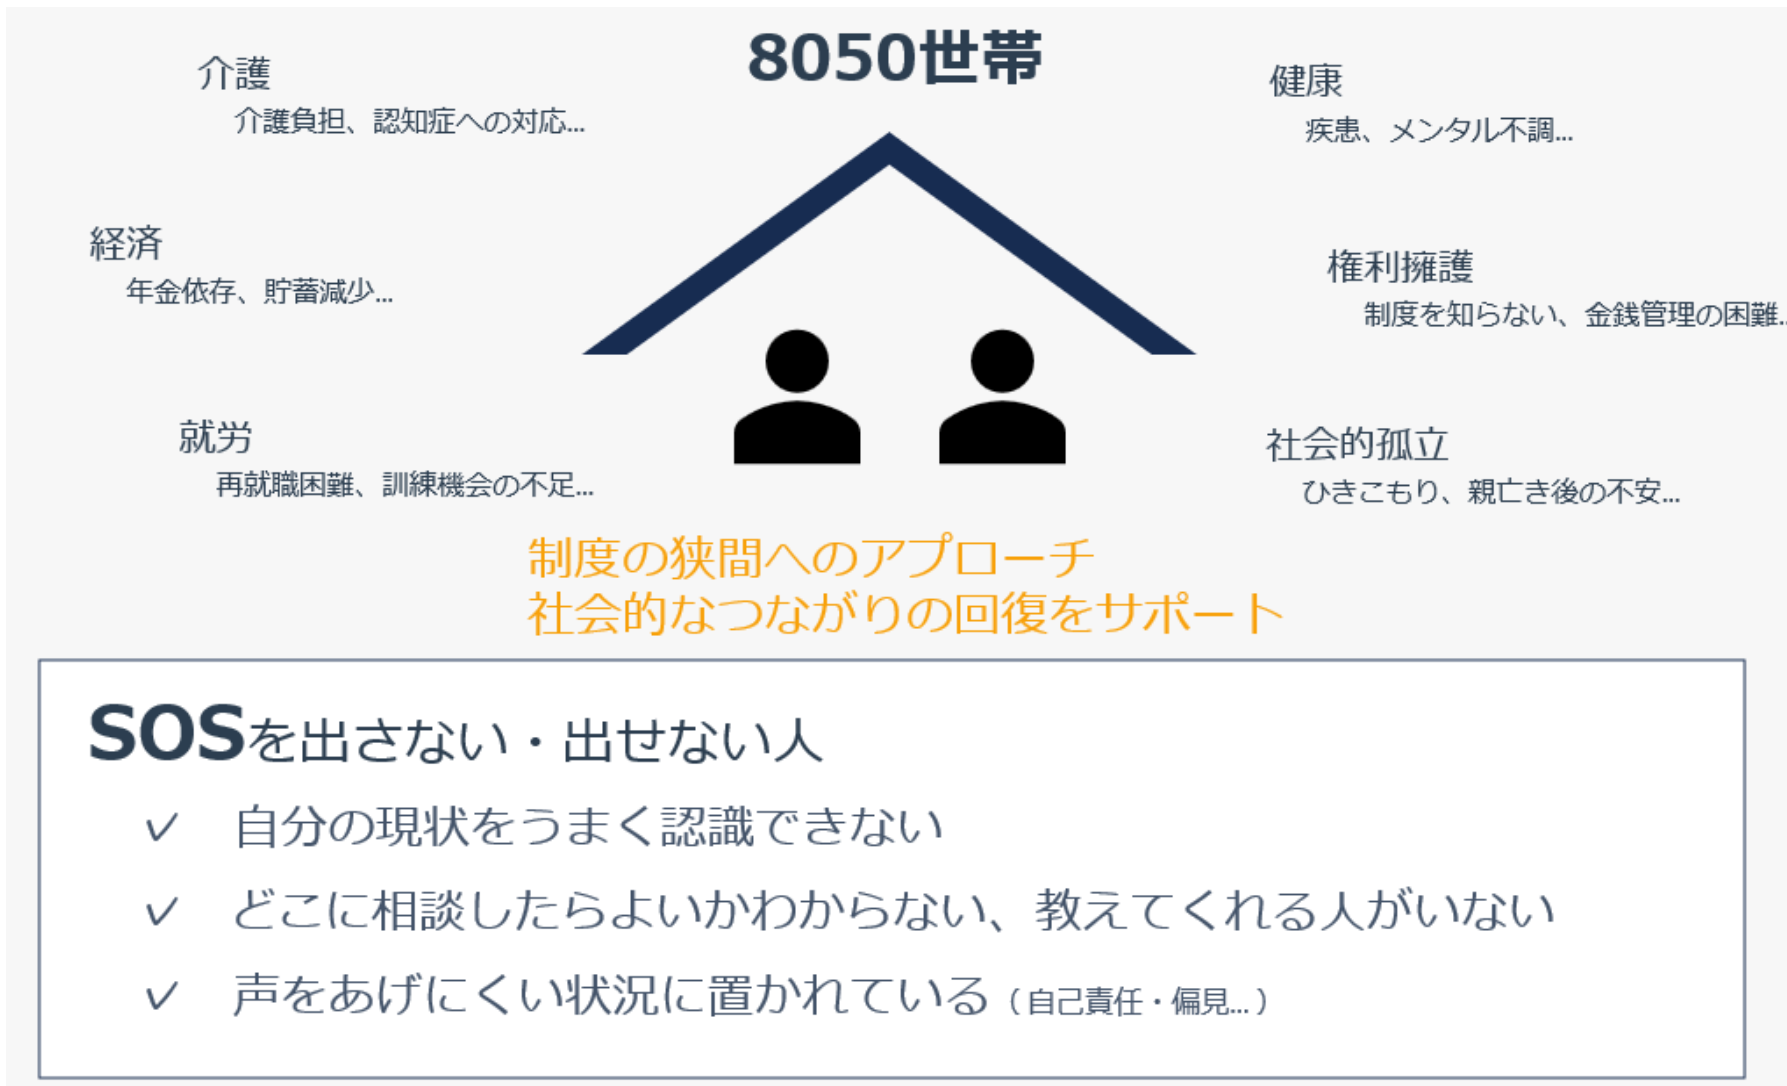 8050世帯
介護
介護負担、認知症への対応...
経済
年金依存、貯蓄減少...
就労
再就職困難、訓練機会の不足...
健康
疾患、メンタル不調...
権利擁護
制度を知らない、金銭管理の困難..
社会的孤立
ひきこもり、親亡き後の不安...
制度の狭間へのアプローチ
社会的なつながりの回復をサポート
SOSを出さない・出せない人
✓ 自分の現状をうまく認識できない
✓ どこに相談したらよいかわからない、教えてくれる人がいない
✓ 声をあげにくい状況に置かれている（自己責任・偏見...）